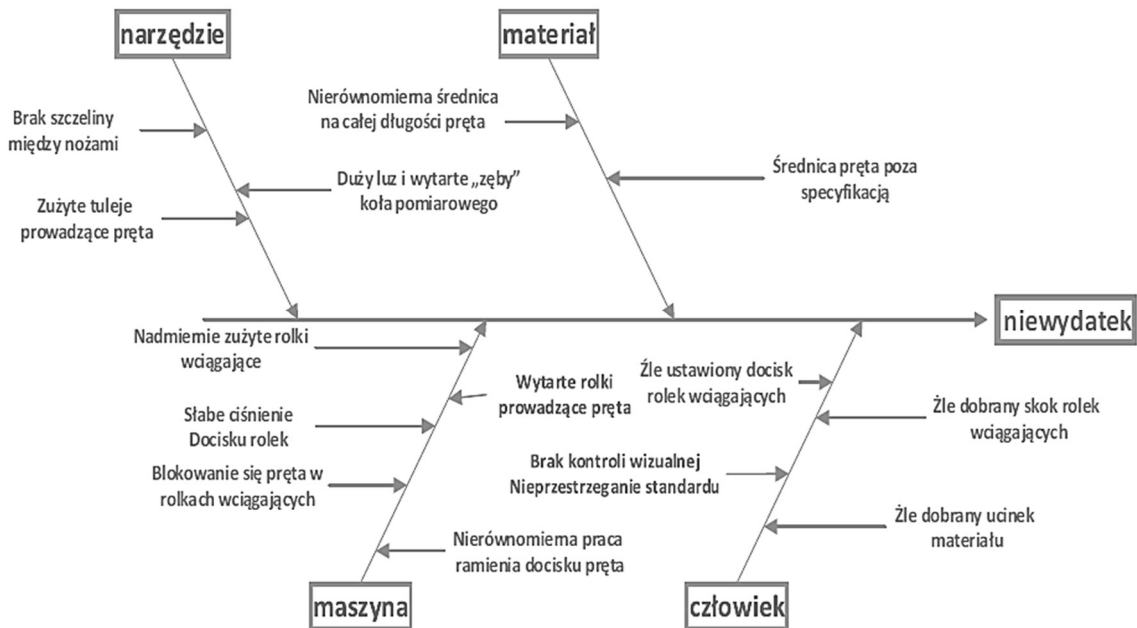 narzędzie
materiał
Brak szczeliny
między nożami
Nierównomierna średnica
na całej długości pręta
Duży luz i wytarte „zęby”
koła pomiarowego
Średnica pręta poza
specyfikacją
Zużyte tuleje
prowadzące pręta
niewydatek
Nadmiernie zużyte rolki
wciągające
Wytarte rolki
prowadzące pręta
Słabe ciśnienie
Docisku rolek
Blokowanie się pręta w
rolkach wciągających
Nierównomierna praca
ramienia docisku pręta
Źle ustawiony docisk
rolek wciągających
Źle dobrany skok rolek
wciągających
Brak kontroli wizualnej
Nieprzestrzeganie standardu
Źle dobrany ucinek
materiału
maszyna
człowiek